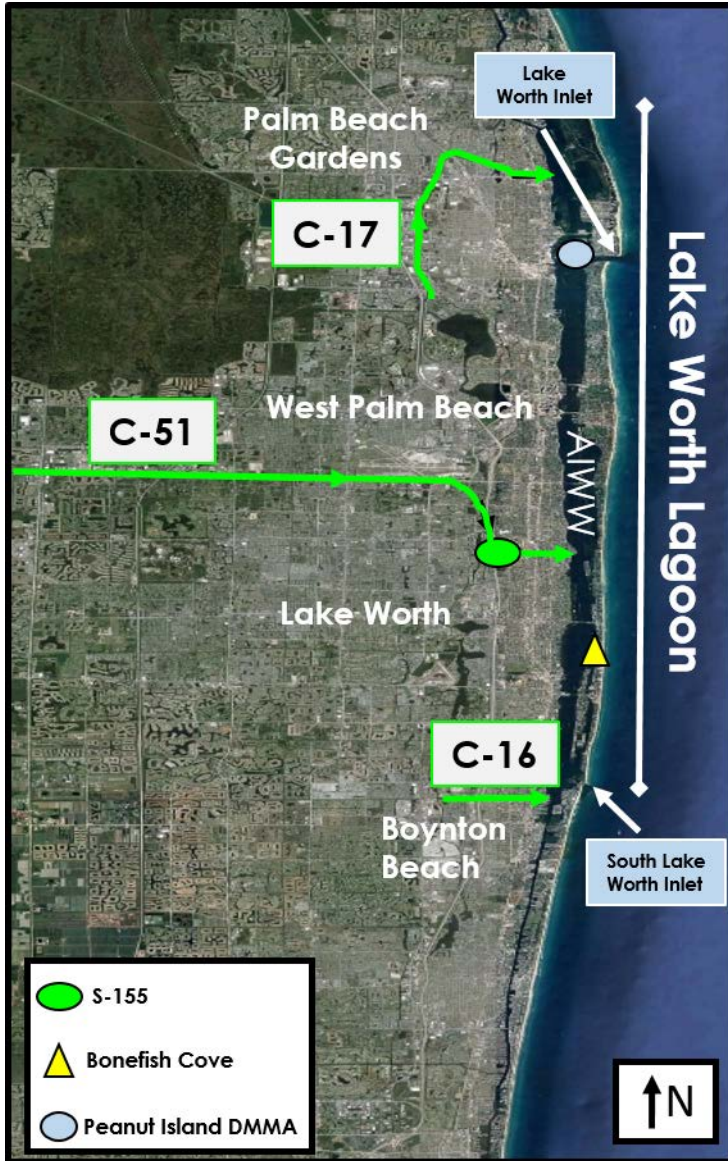 Lake
Worth Inlet
Palm Beach
Gardens
C-17
Lake Worth Lagoon
West Palm Beach
C-51
AIWW
Lake Worth
C-16
Boynton
Beach
South Lake
Worth Inlet
S-155
Bonefish Cove
Peanut Island DMMA
N